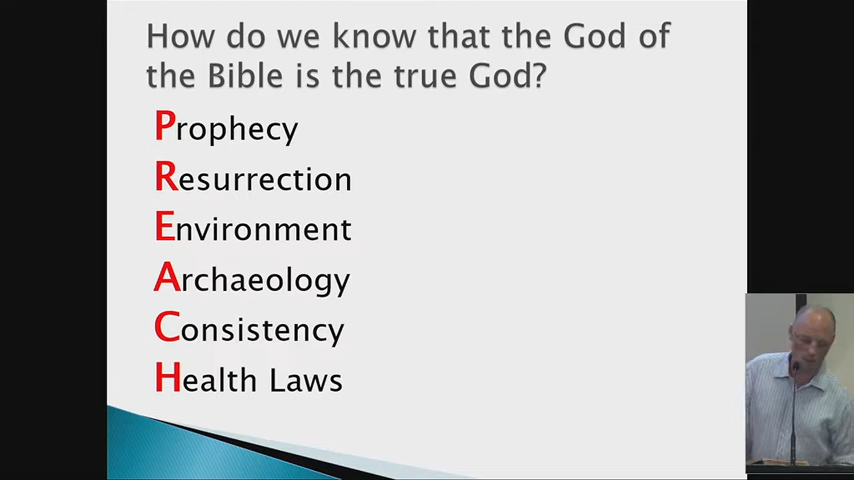 How do we know that the God of
the Bible is the true God?
Prophecy
Resurrection
Environment
Archaeology
Consistency
Health Laws